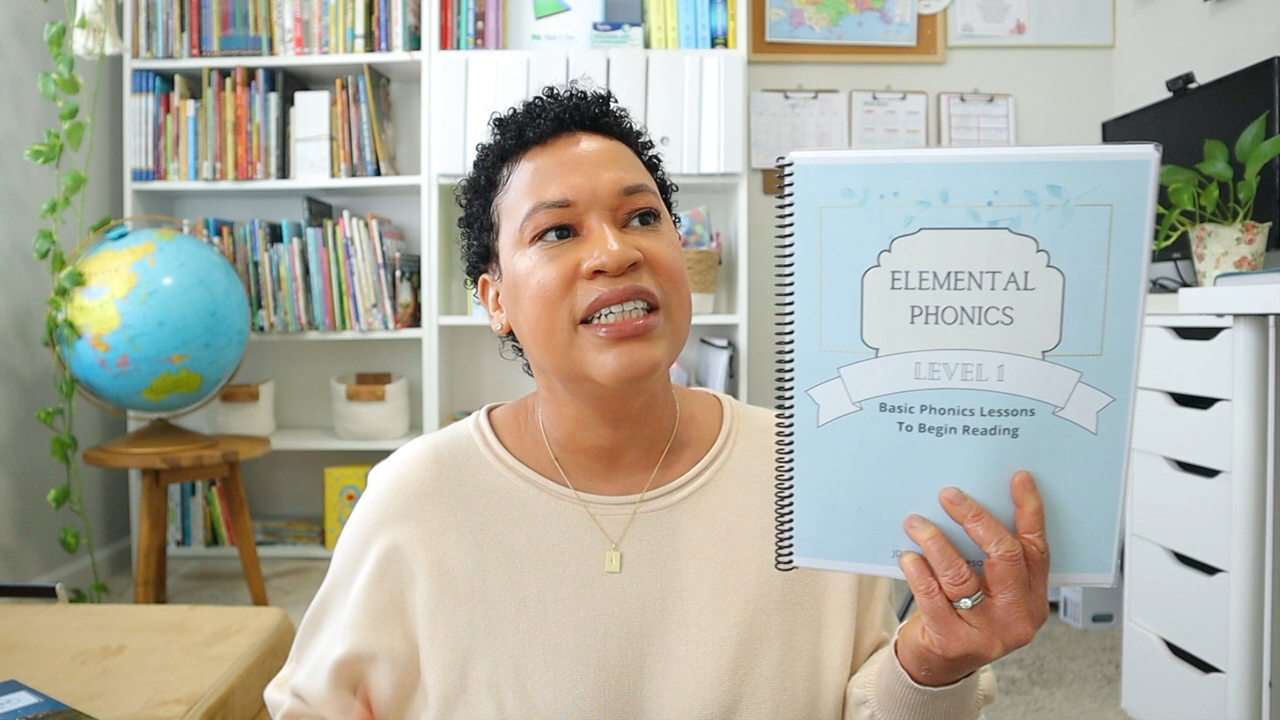 ELEMENTAL
PHONICS
LEVEL 1
Basic Phonics Lessons
To Begin Reading